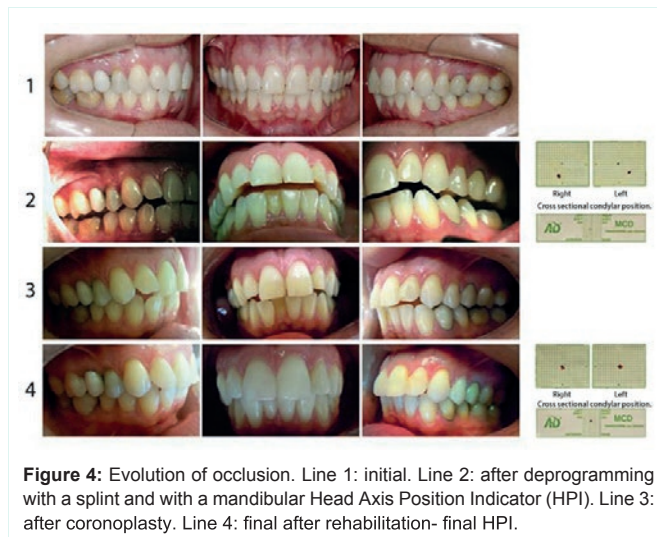 1
2
Right Left
Cross sectional condylar position.
AD MCD
3
4
Right Left
Cross sectional condylar position.
AD MCD
Figure 4: Evolution of occlusion. Line 1: initial. Line 2: after deprogramming
with a splint and with a mandibular Head Axis Position Indicator (HPI). Line 3:
after coronoplasty. Line 4: final after rehabilitation- final HPI.